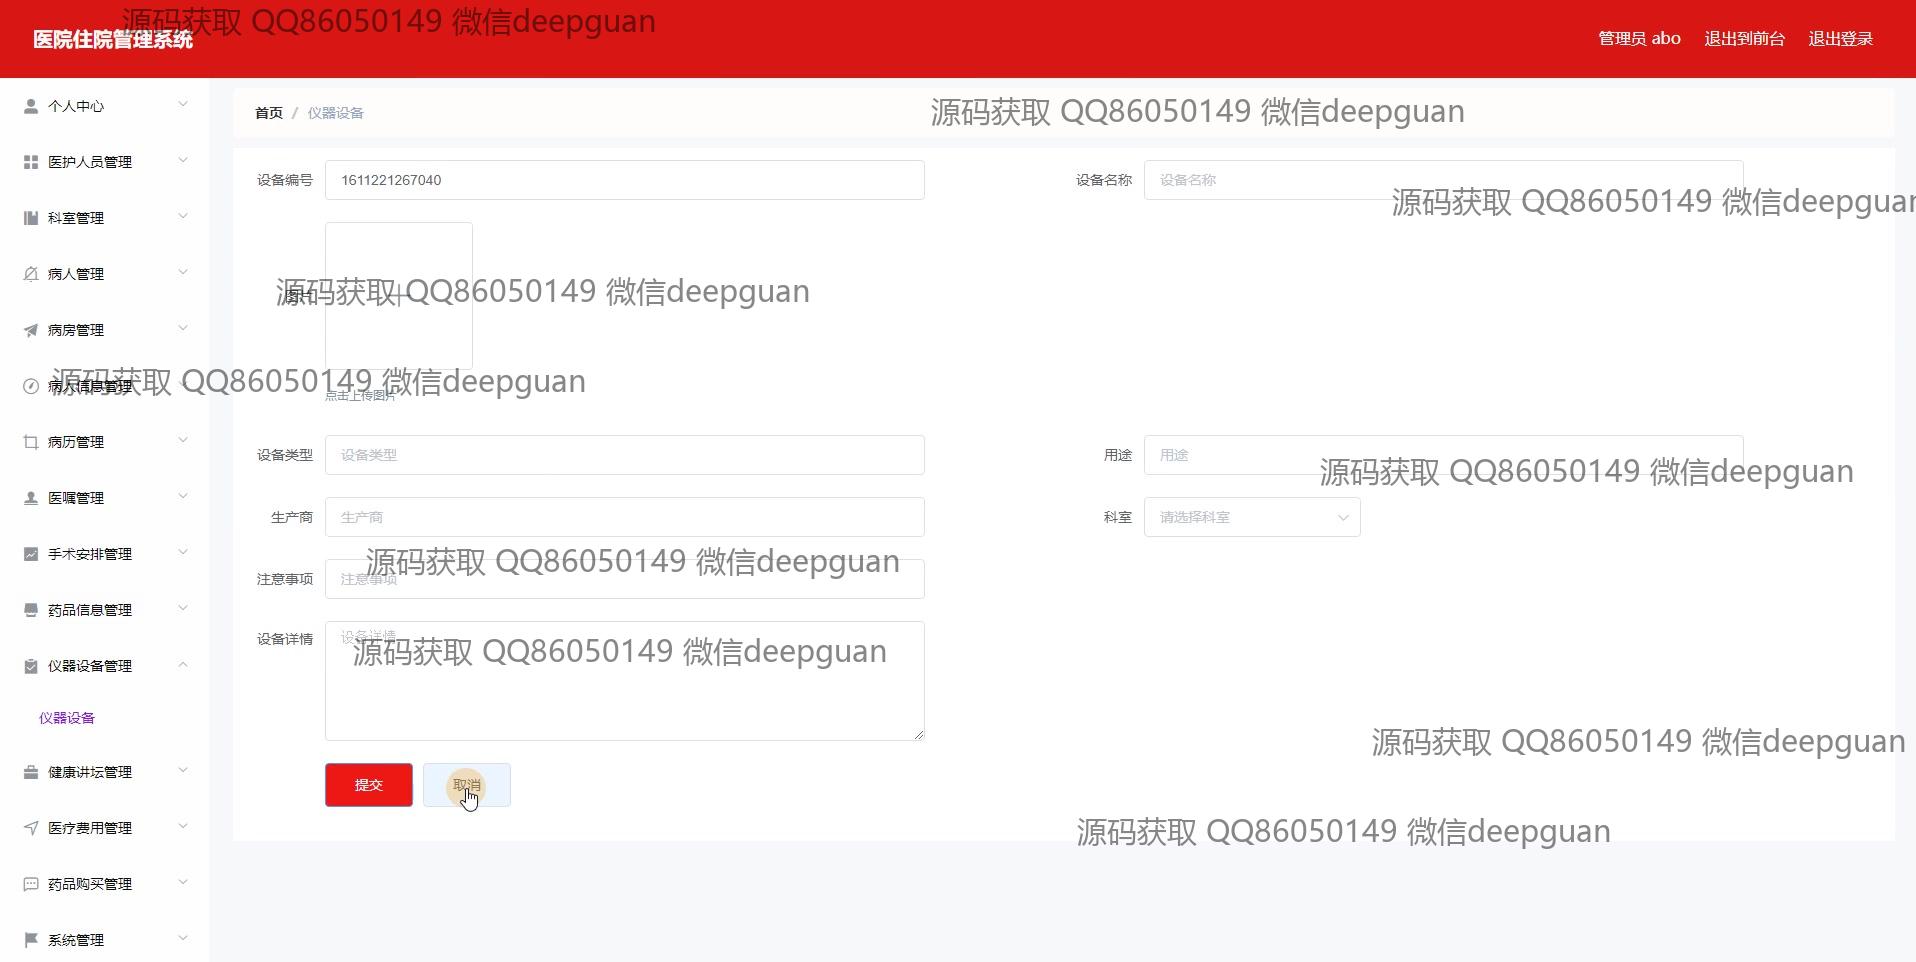 源码获取 QQ86050149 微信deepguan
医院住院管理系统
管理员 abo
退出到前台
退出登录
个人中心
医护人员管理
科室管理
病人管理
病房管理
病人信息管理
病历管理
医嘱管理
手术安排管理
药品信息管理
仪器设备管理
仪器设备
健康讲坛管理
医疗费用管理
药品购买管理
系统管理
首页 / 仪器设备
源码获取 QQ86050149 微信deepguan
设备编号 1611221267040
设备名称 设备名称
源码获取 QQ86050149 微信deepguan
图片
源码获取 QQ86050149 微信deepguan
源码获取 QQ86050149 微信deepguan
点击上传图片
设备类型 设备类型
用途 用途
源码获取 QQ86050149 微信deepguan
生产商 生产商
科室 请选择科室
源码获取 QQ86050149 微信deepguan
注意事项 注意事项
设备详情 设备详情
源码获取 QQ86050149 微信deepguan
源码获取 QQ86050149 微信deepguan
提交 取消
源码获取 QQ86050149 微信deepguan